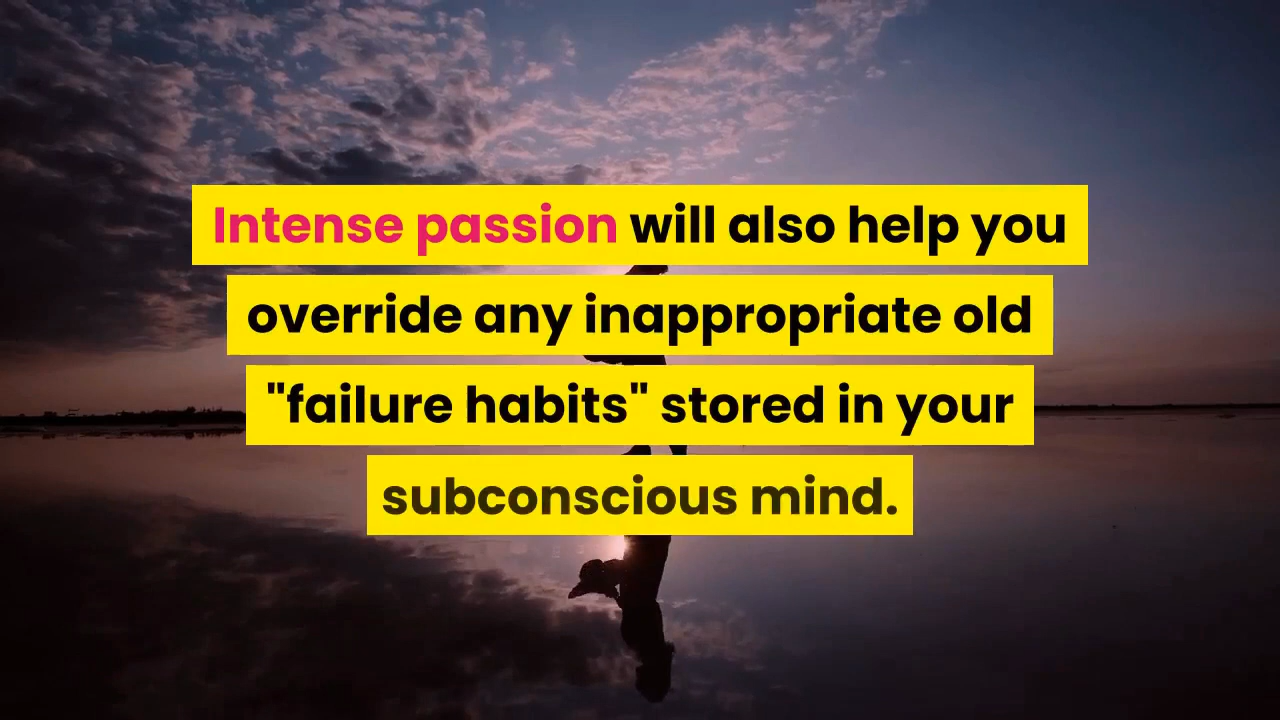 Intense passion will also help you
override any inappropriate old
"failure habits" stored in your
subconscious mind.